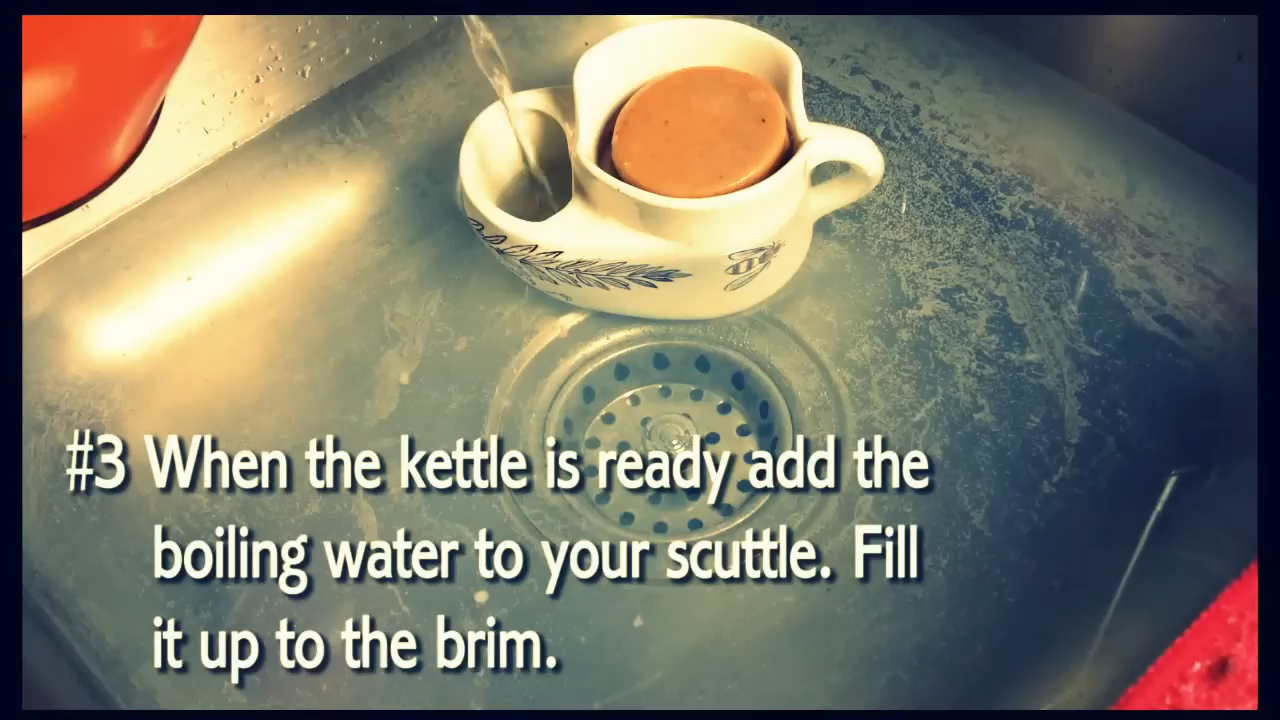 #3 When the kettle is ready add the
boiling water to your scuttle. Fill
it up to the brim.